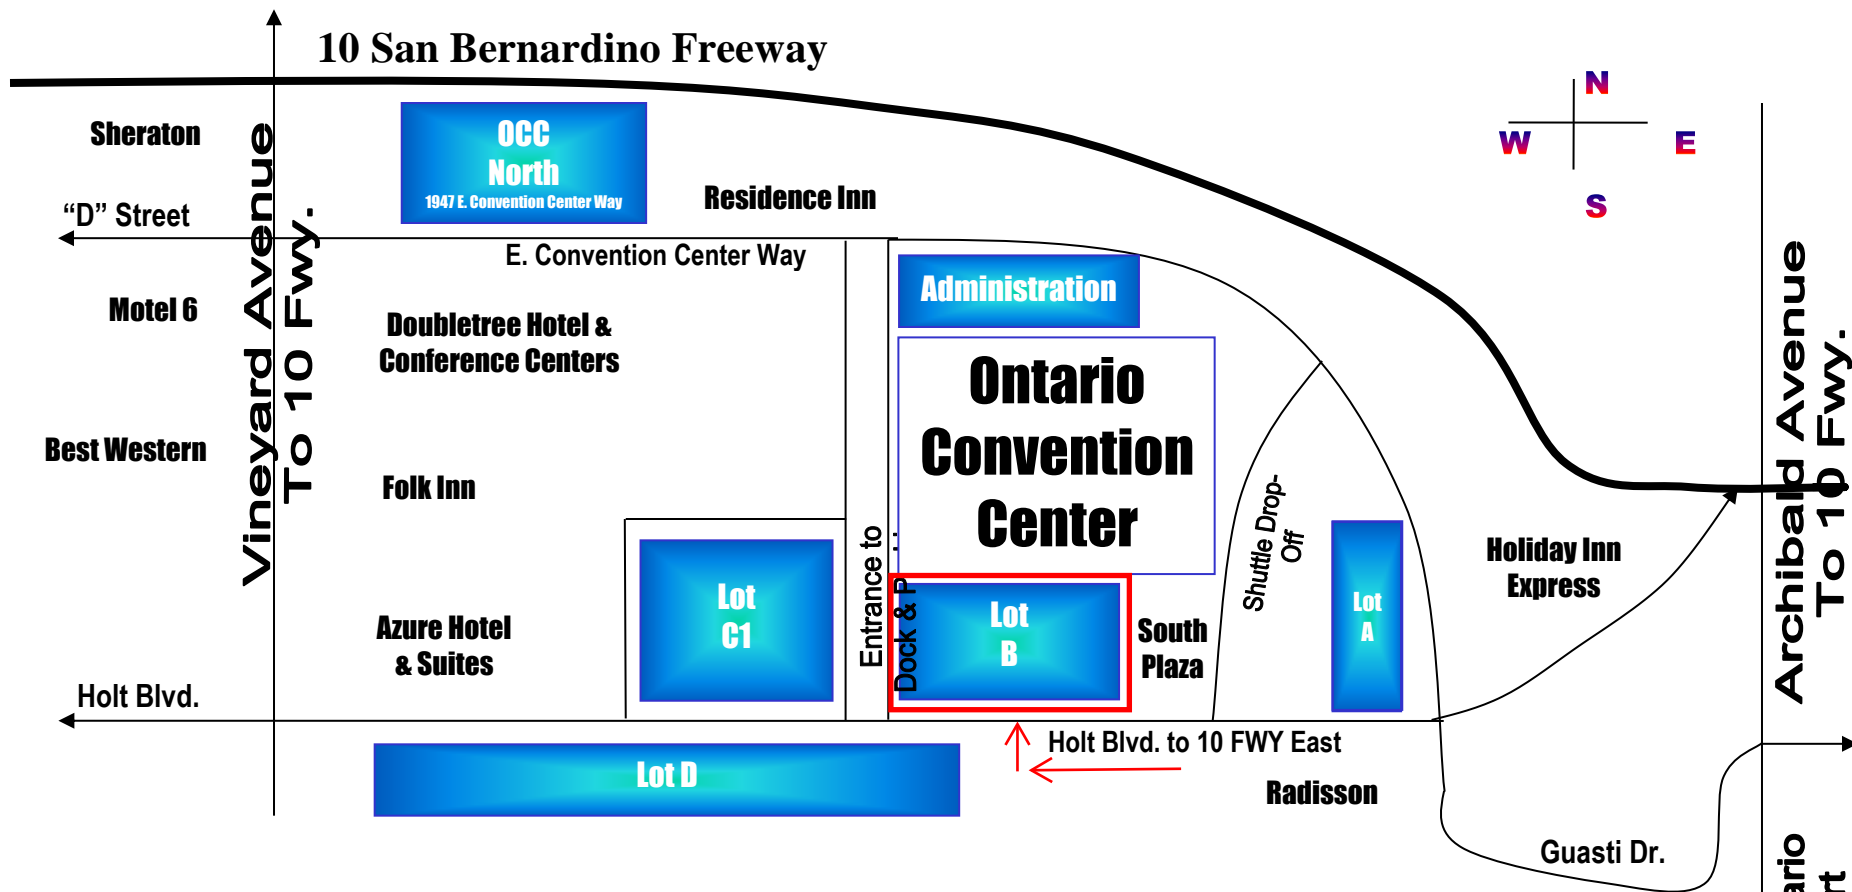 10 San Bernardino Freeway
N
W
E
S
Sheraton
OCC
North
1947 E. Convention Center Way
Residence Inn
“D” Street
E. Convention Center Way
Vineyard Avenue
To 10 Fwy.
Motel 6
Doubletree Hotel &
Conference Centers
Administration
Ontario
Convention
Center
Best Western
Folk Inn
Shuttle Drop-
Off
Holiday Inn
Express
Archibald Avenue
To 10 Fwy.
Lot
C1
Entrance to
Dock & P
Lot
B
South
Plaza
Lot
A
Azure Hotel
& Suites
Holt Blvd.
Holt Blvd. to 10 FWY East
Lot D
Radisson
Guasti Dr.